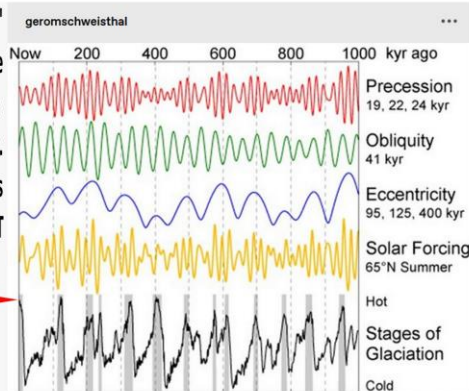 geromschweisthal
Now 200 400 600 800 1000 kyr ago
Precession
19, 22, 24 kyr
Obliquity
41 kyr
Eccentricity
95, 125, 400 kyr
Solar Forcing
65°N Summer
Hot
Stages of
Glaciation
Cold